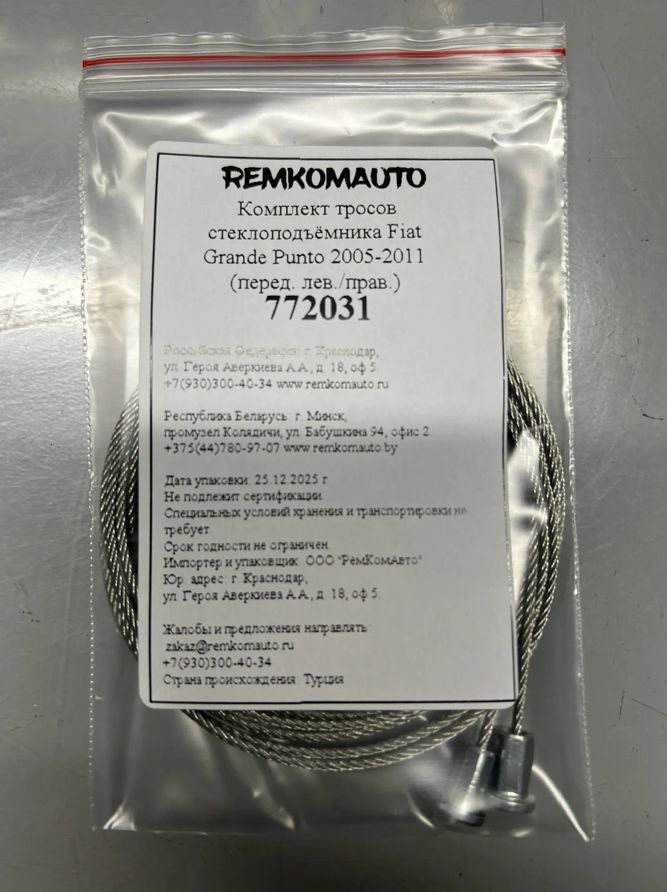 REMKOMAUTO
Комплект тросов
стеклоподъёмника Fiat
Grande Punto 2005-2011
(перед. лев./прав.)
772031
Российская Федерация: г. Краснодар,
ул. Героя Аверкиева А.А., д. 18, оф 5.
+7(930)300-40-34 www.remkomauto.ru
Республика Беларусь: г. Минск,
промузел Колядичи, ул. Бабушкина 94, офис 2
+375(44)780-97-07 www.remkomauto.by
Дата упаковки: 25.12.2025 г.
Не подлежит сертификации.
Специальных условий хранения и транспортировки не
требует.
Срок годности не ограничен.
Импортер и упаковщик: ООО "РемКомАвто"
Юр. адрес: г. Краснодар,
ул. Героя Аверкиева А.А., д. 18, оф 5.
Жалобы и предложения направлять:
zakaz@remkomauto.ru
+7(930)300-40-34
Страна происхождения: Турция